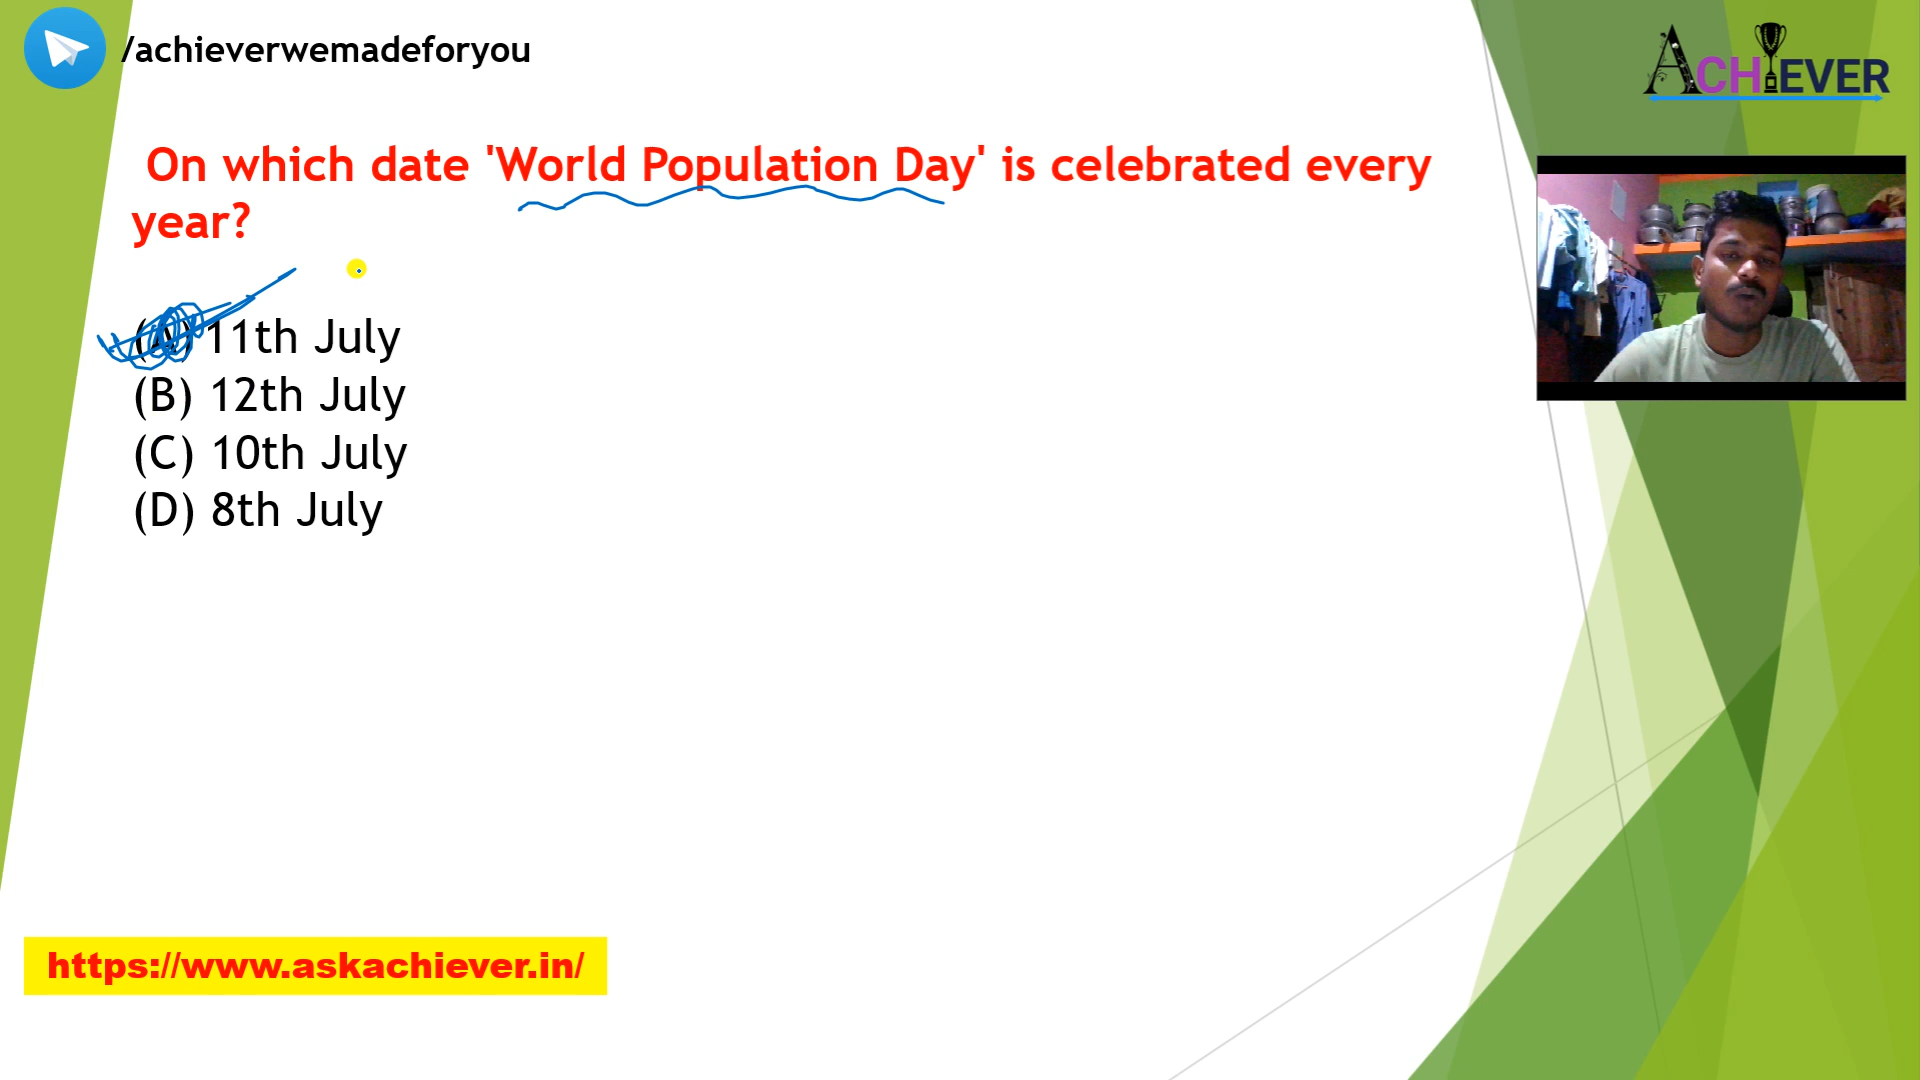 /achieverwemadeforyou
ACHIEVER
On which date 'World Population Day' is celebrated every
year?
(A) 11th July
(B) 12th July
(C) 10th July
(D) 8th July
https://www.askachiever.in/